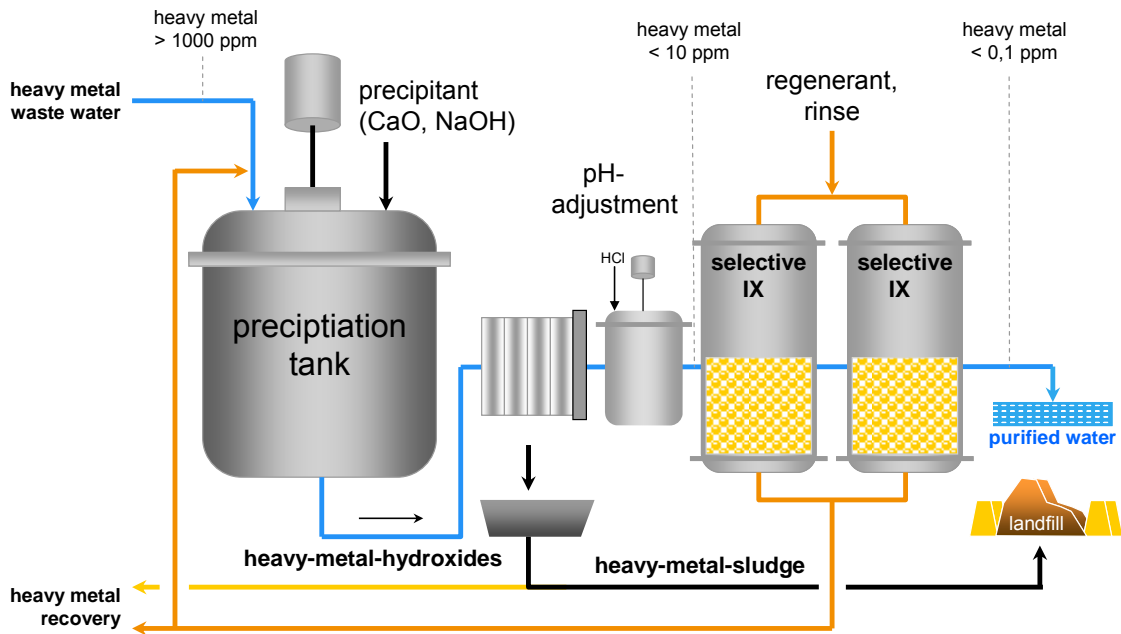 heavy metal
> 1000 ppm
heavy metal
< 10 ppm
heavy metal
< 0,1 ppm
heavy metal
waste water
precipitant
(CaO, NaOH)
regenerant,
rinse
pH-
adjustment
HCl
selective
IX
selective
IX
preciptiation
tank
purified water
landfill
heavy-metal-hydroxides
heavy-metal-sludge
heavy metal
recovery